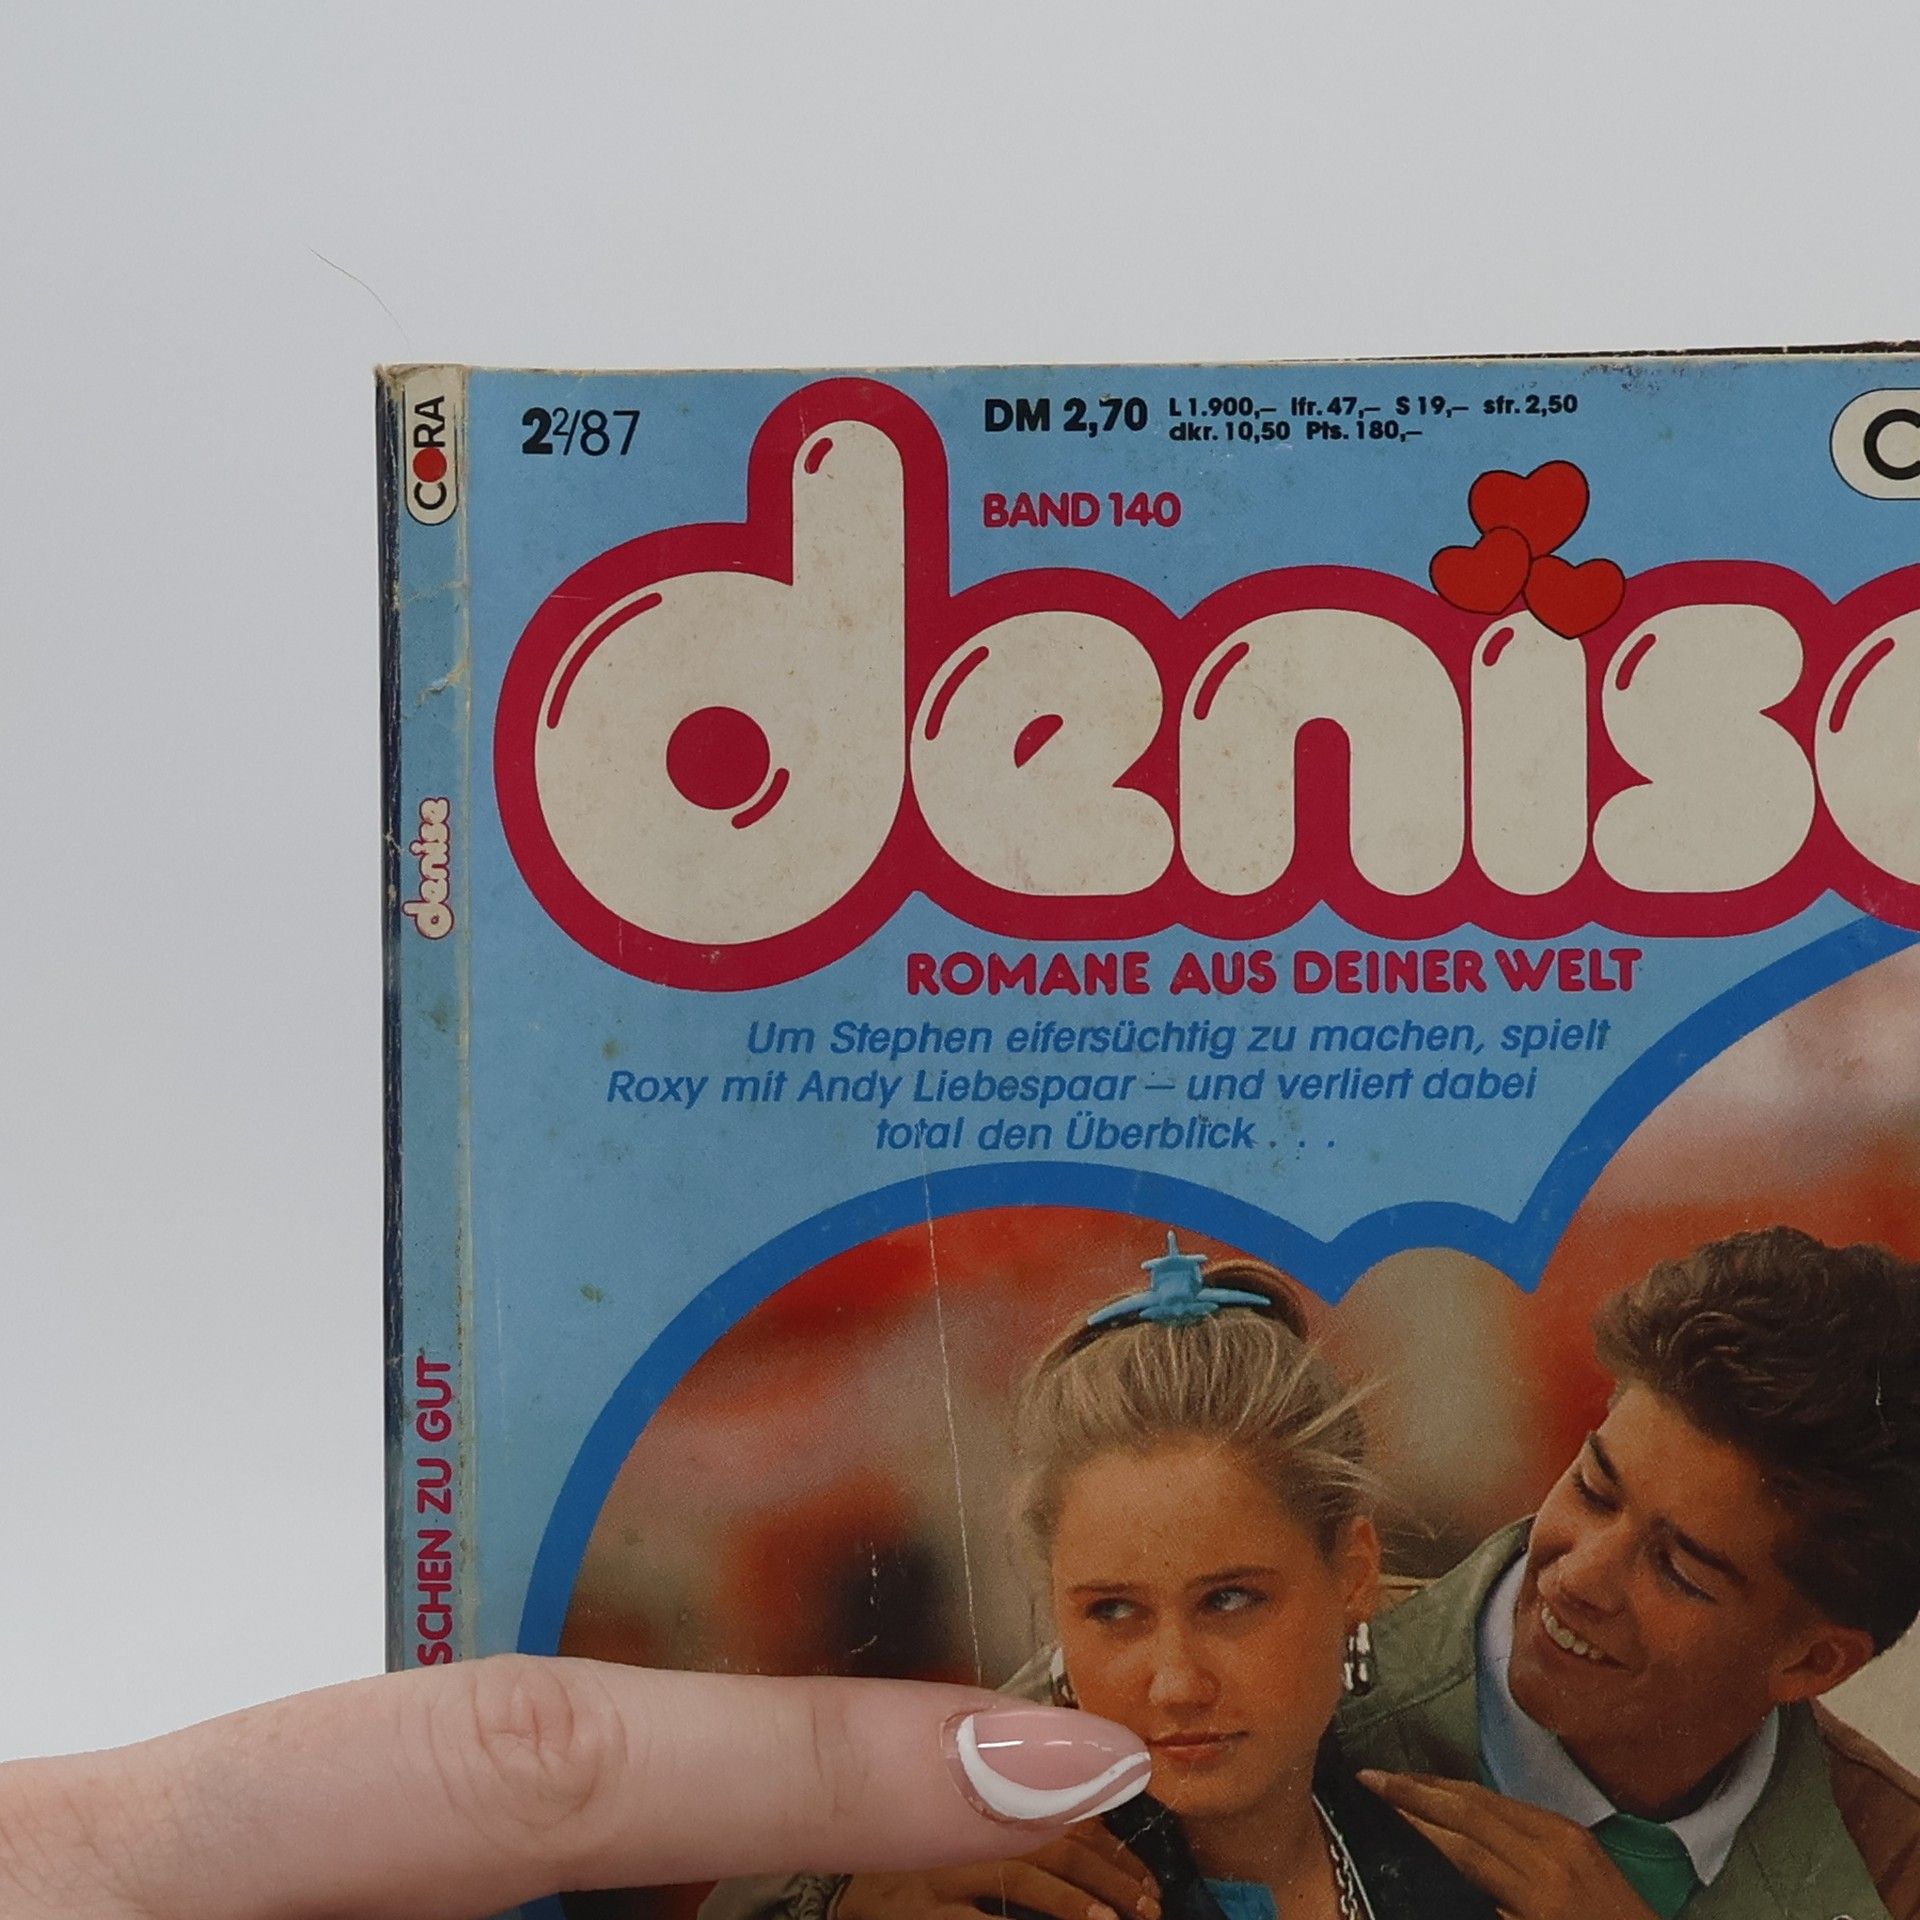 CORA
denise
SCHEN ZU GUT
2²/87
DM 2,70
L 1.900,– lfr. 47,– S 19,– sfr. 2,50
dkr. 10,50 Pts. 180,–
BAND 140
denise
ROMANE AUS DEINER WELT
Um Stephen eifersüchtig zu machen, spielt
Roxy mit Andy Liebespaar – und verliert dabei
total den Überblick . . .